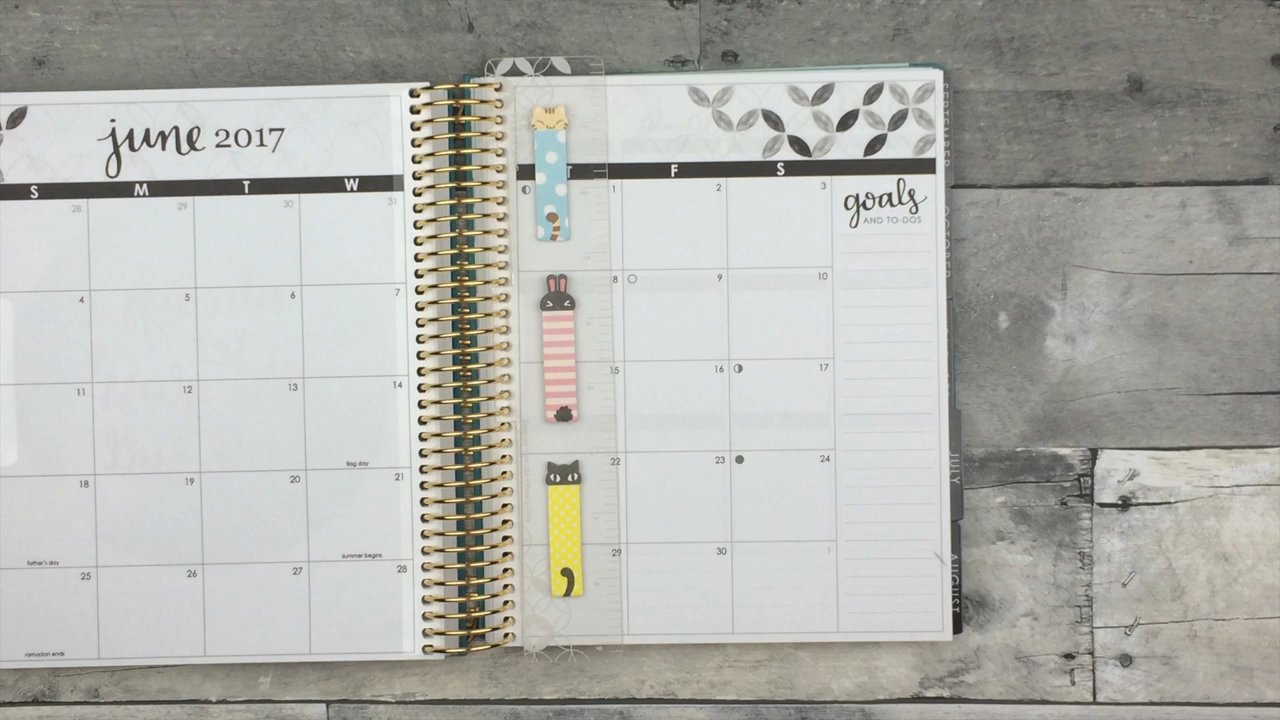 june 2017
S M T W T F S
28 29 30 31 1 2 3
goals
AND TO-DOS
4 5 6 7 8 9 10
11 12 13 14 15 16 17
flag day
18 19 20 21 22 23 24
father's day
summer begins
25 26 27 28 29 30 1
ramadan ends
SEPTEMBER
OCTOBER
JULY
AUGUST